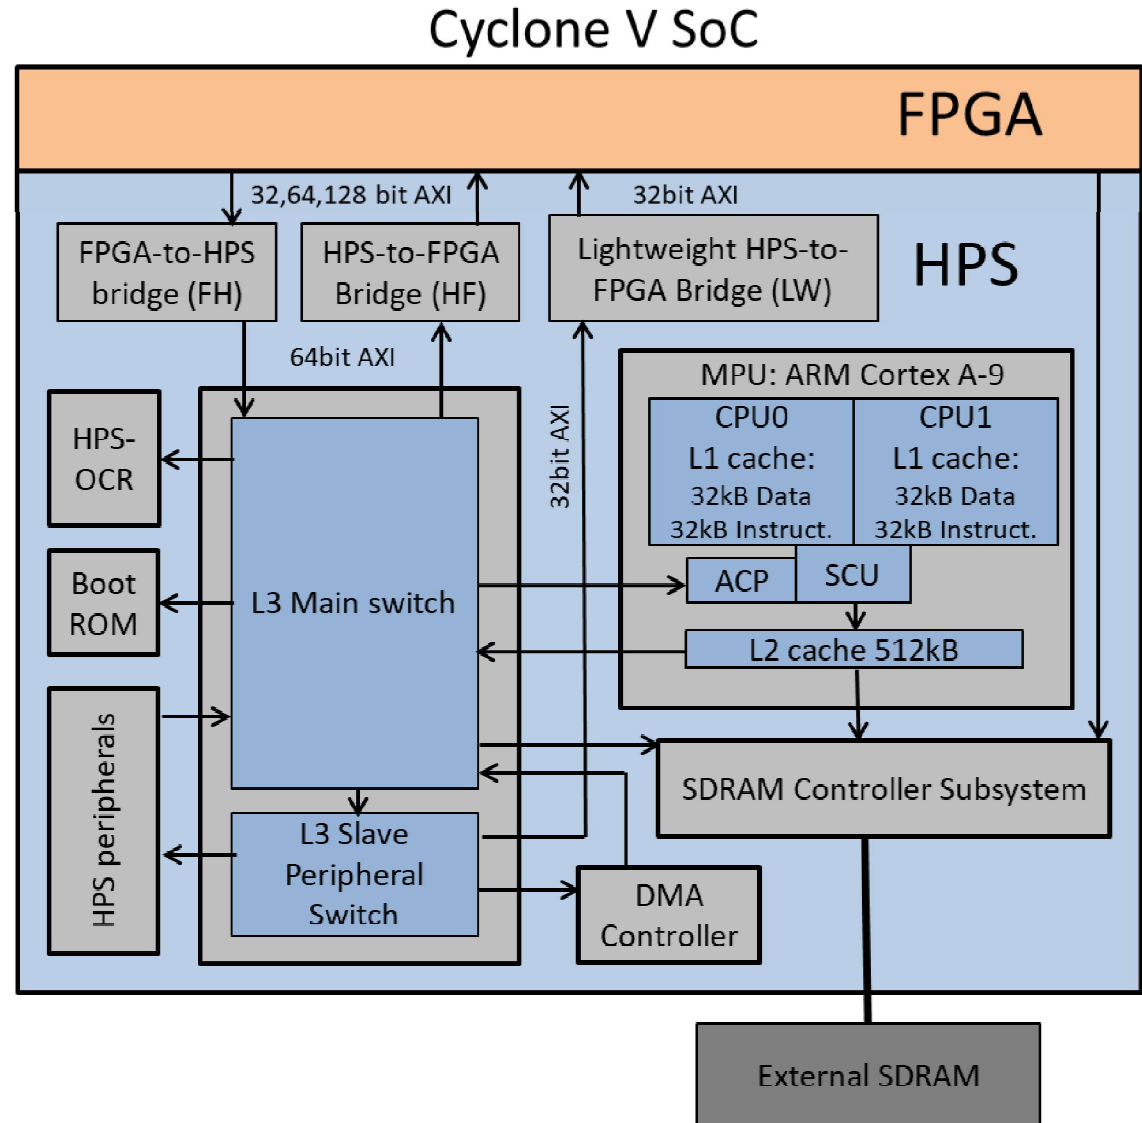 Cyclone V SoC
FPGA
32,64,128 bit AXI
32bit AXI
FPGA-to-HPS
bridge (FH)
HPS-to-FPGA
Bridge (HF)
Lightweight HPS-to-
FPGA Bridge (LW)
HPS
64bit AXI
MPU: ARM Cortex A-9
CPU0
L1 cache:
32kB Data
32kB Instruct.
CPU1
L1 cache:
32kB Data
32kB Instruct.
HPS-
OCR
32bit AXI
Boot
ROM
L3 Main switch
ACP
SCU
L2 cache 512kB
HPS peripherals
SDRAM Controller Subsystem
L3 Slave
Peripheral
Switch
DMA
Controller
External SDRAM